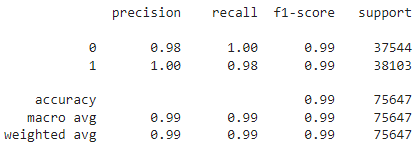 precision recall f1-score support
0 0.98 1.00 0.99 37544
1 1.00 0.98 0.99 38103
accuracy 0.99 75647
macro avg 0.99 0.99 0.99 75647
weighted avg 0.99 0.99 0.99 75647